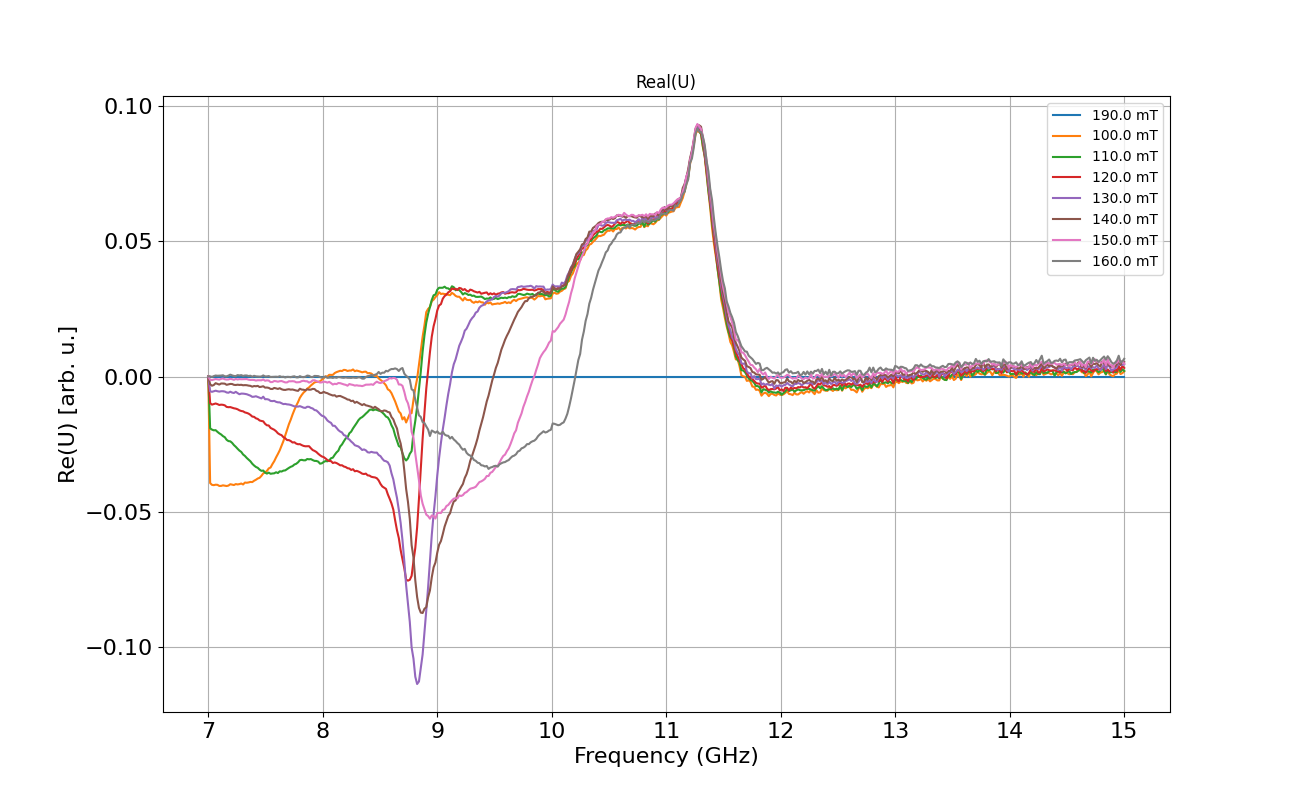 Real(U)
0.10
0.05
0.00
−0.05
−0.10
Re(U) [arb. u.]
190.0 mT
100.0 mT
110.0 mT
120.0 mT
130.0 mT
140.0 mT
150.0 mT
160.0 mT
7 8 9 10 11 12 13 14 15
Frequency (GHz)